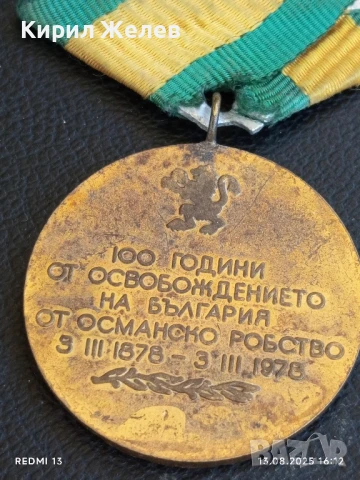 Кирил Желев
100 ГОДИНИ
ОТ ОСВОБОЖДЕНИЕТО
НА БЪЛГАРИЯ
ОТ ОСМАНСКО РОБСТВО
3 III 1878 – 3 III 1978
REDMI 13
13.08.2025 16:12
BAZAR